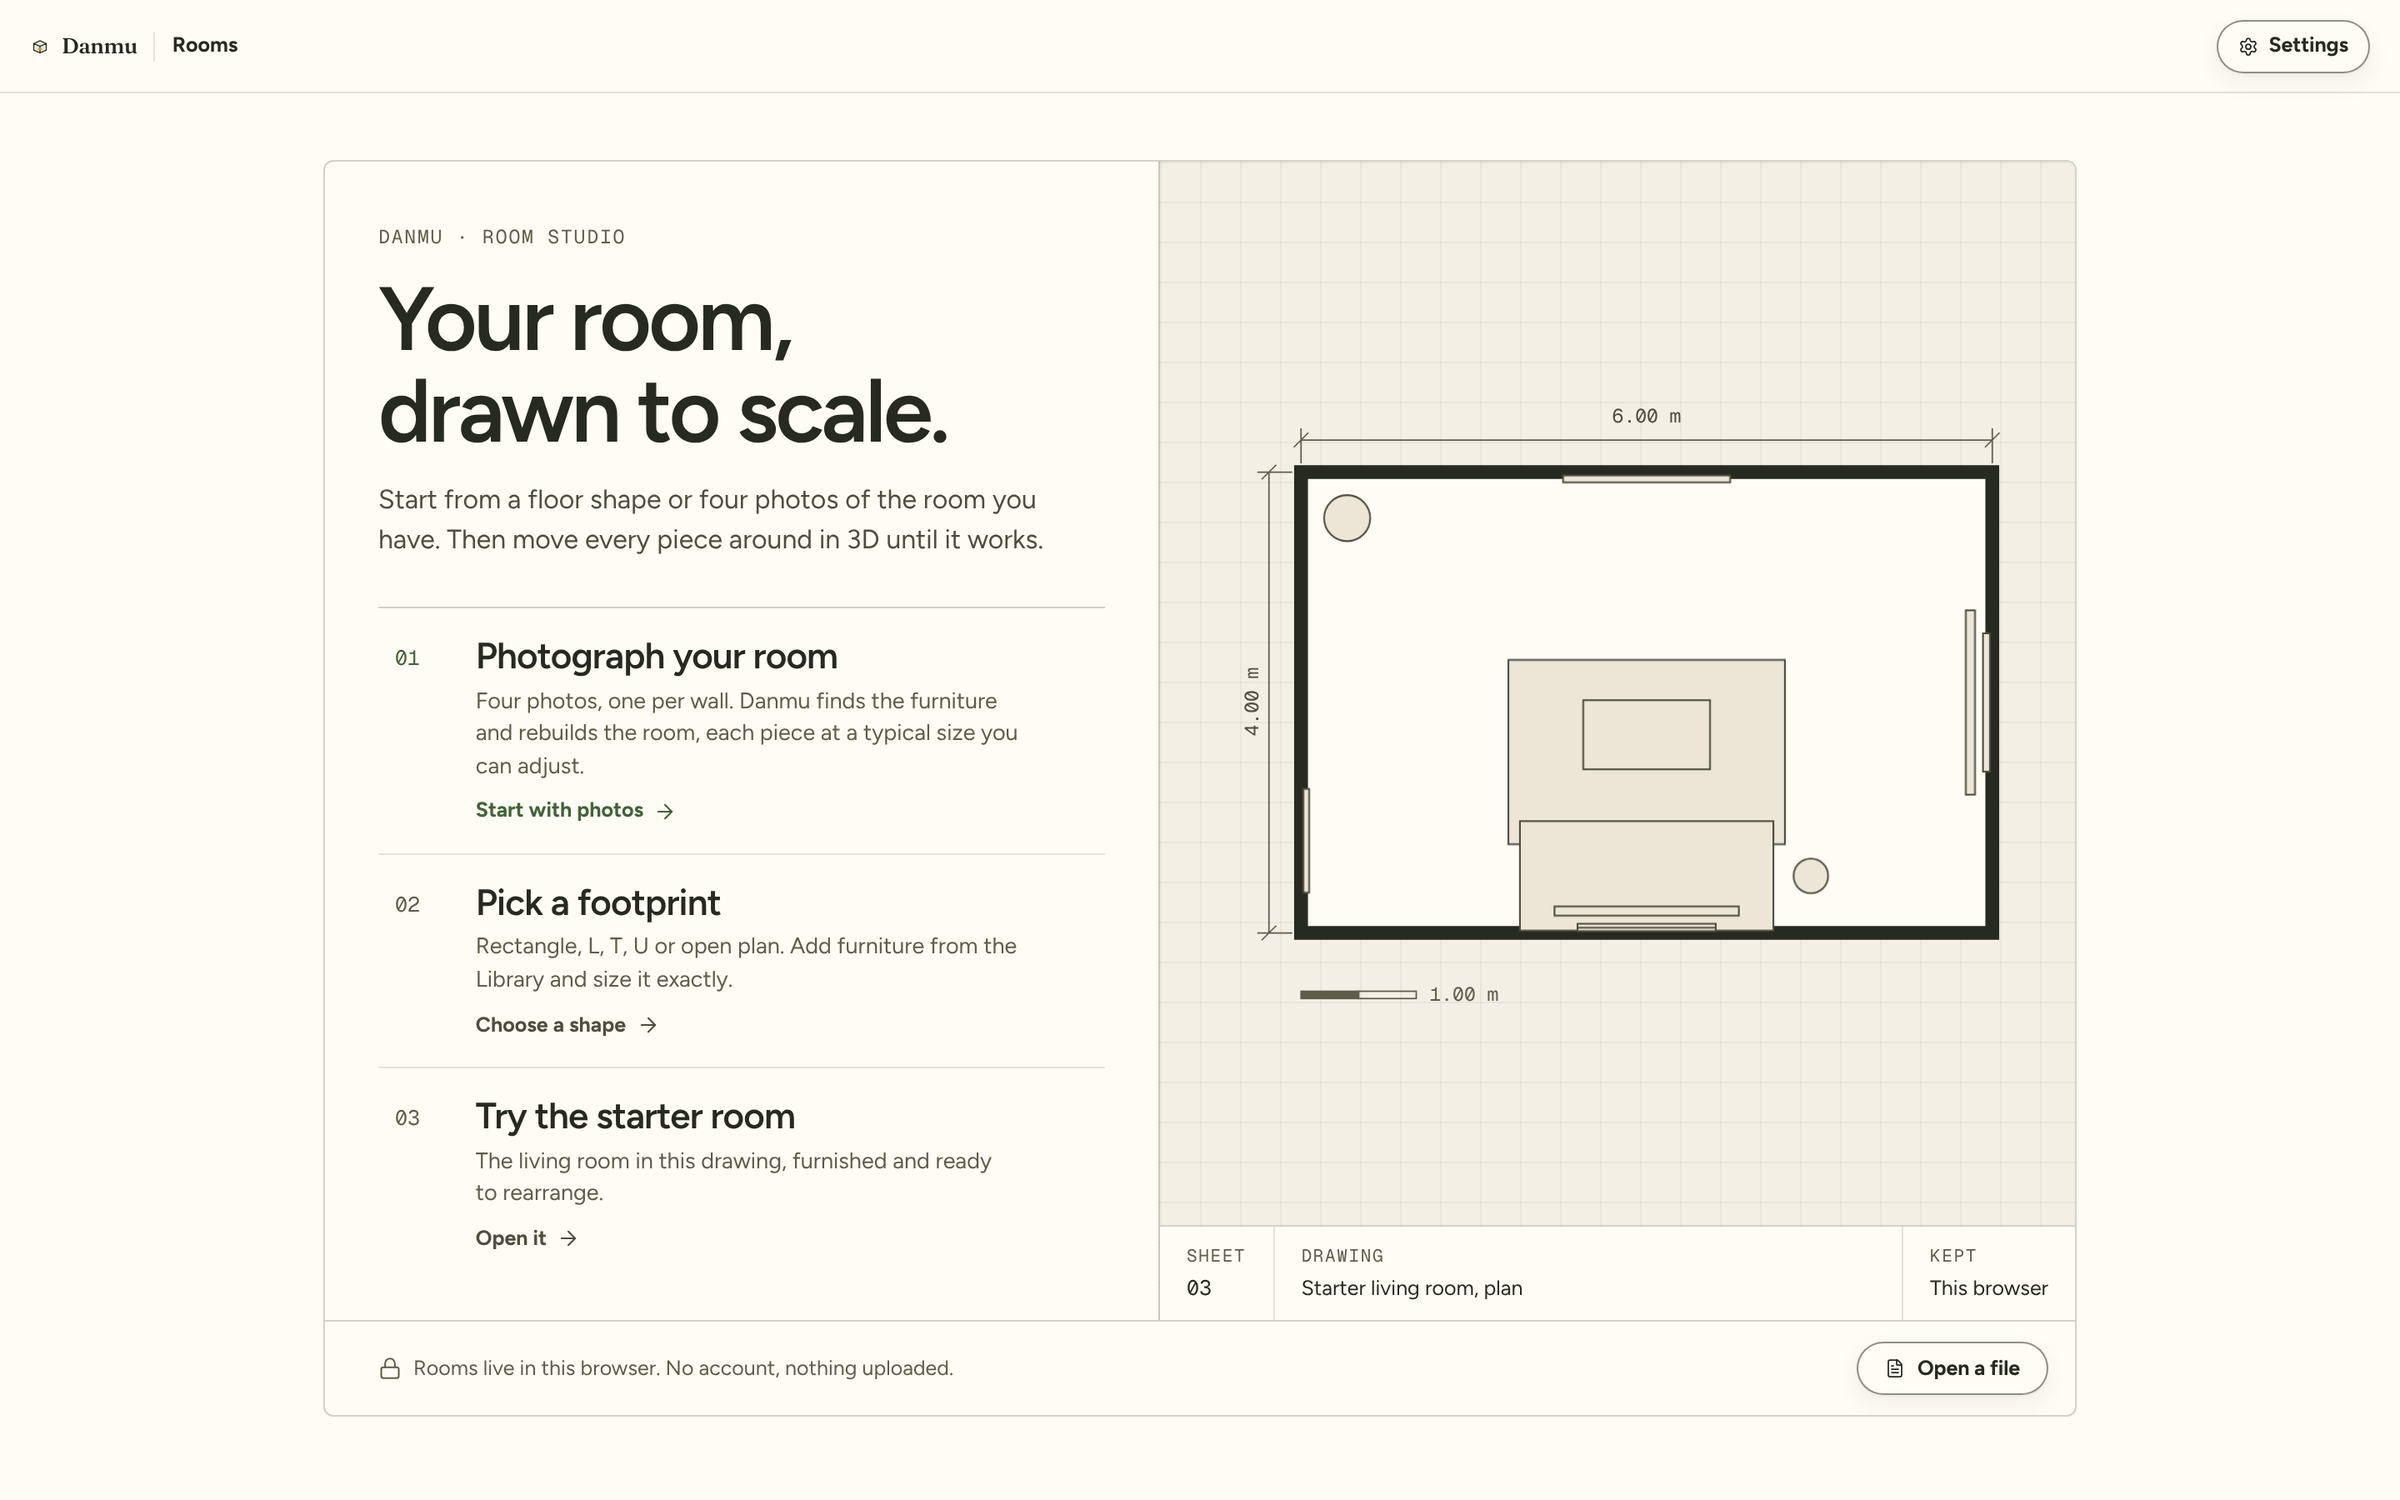 Danmu
Rooms
Settings
DANMU · ROOM STUDIO
Your room,
drawn to scale.
Start from a floor shape or four photos of the room you
have. Then move every piece around in 3D until it works.
01
Photograph your room
Four photos, one per wall. Danmu finds the furniture
and rebuilds the room, each piece at a typical size you
can adjust.
Start with photos →
02
Pick a footprint
Rectangle, L, T, U or open plan. Add furniture from the
Library and size it exactly.
Choose a shape →
03
Try the starter room
The living room in this drawing, furnished and ready
to rearrange.
Open it →
6.00 m
4.00 m
1.00 m
SHEET
03
DRAWING
Starter living room, plan
KEPT
This browser
Rooms live in this browser. No account, nothing uploaded.
Open a file